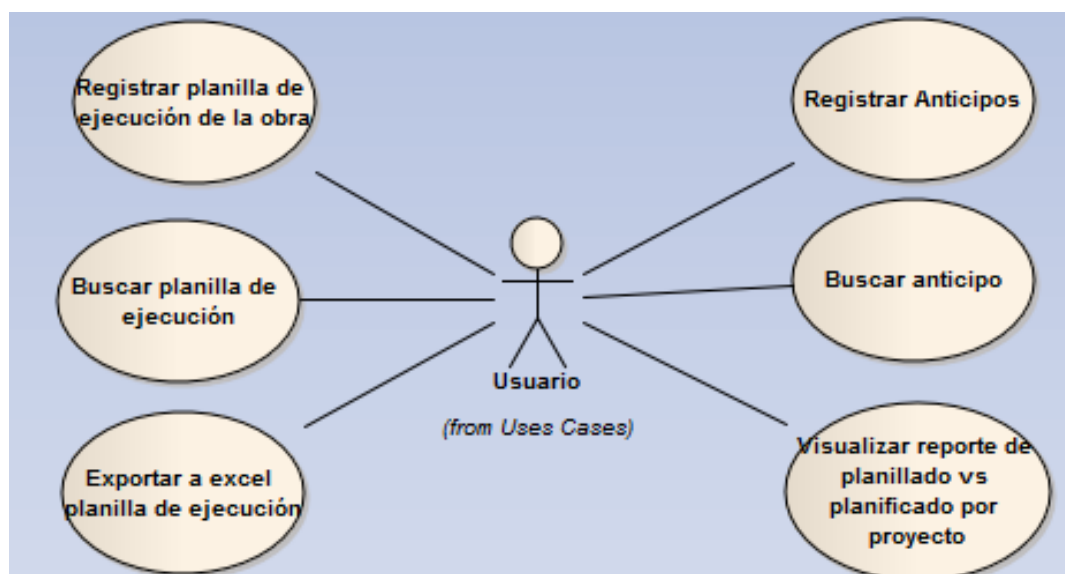 Registrar planilla de
ejecución de la obra
Buscar planilla de
ejecución
Exportar a excel
planilla de ejecución
Usuario
(from Uses Cases)
Registrar Anticipos
Buscar anticipo
Visualizar reporte de
planillado vs
planificado por
proyecto